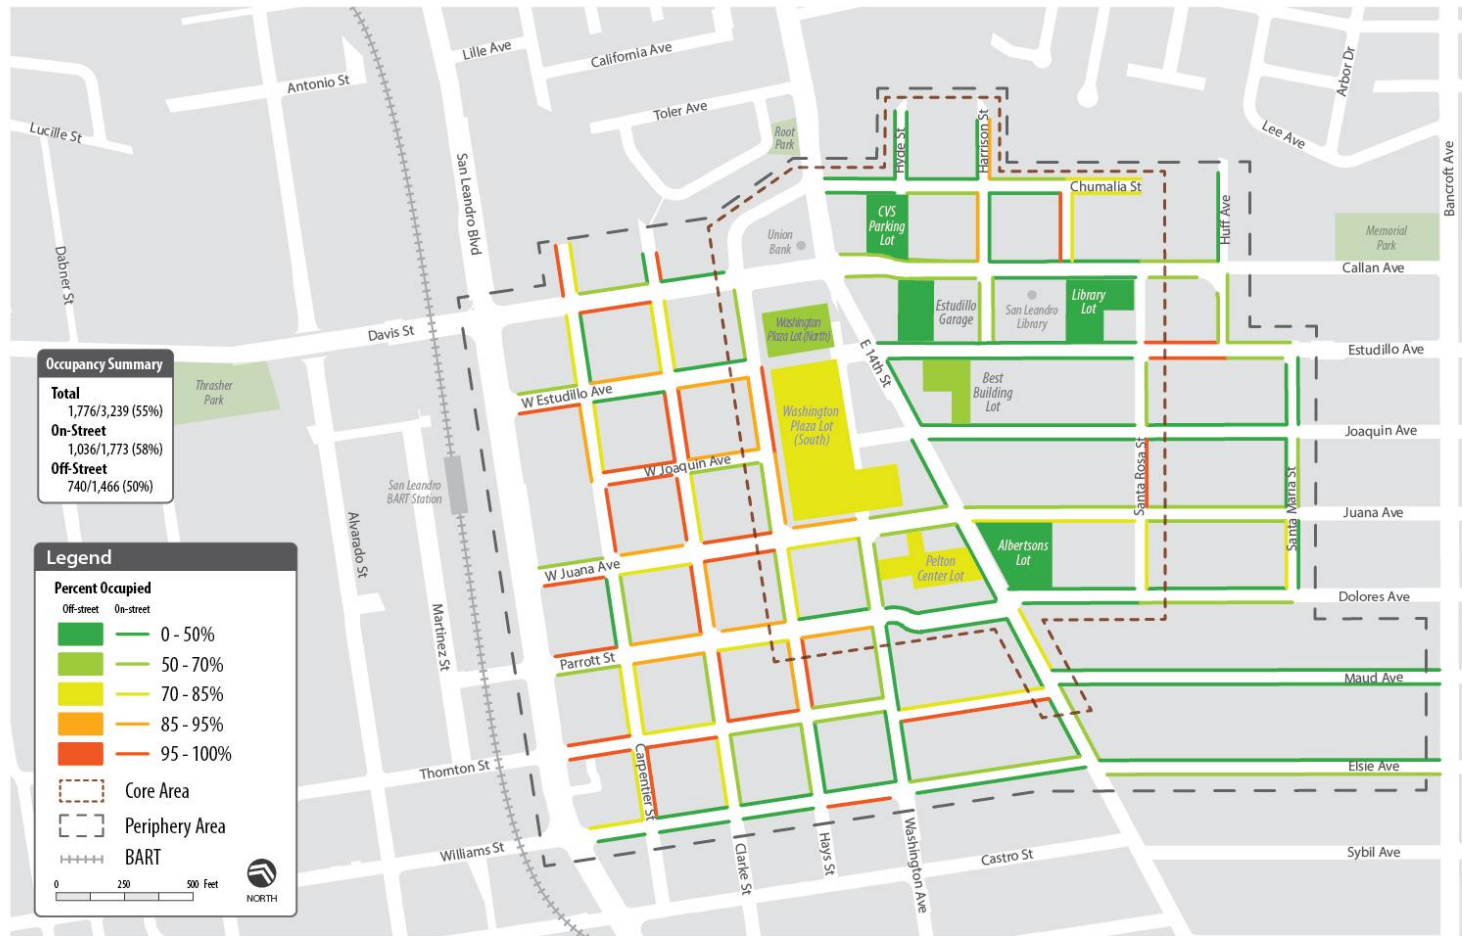 Lille Ave
California Ave
Antonio St
Toler Ave
Arbor Dr
Lucille St
Root
Park
Hyde St
Harrison St
Lee Ave
San Leandro Blvd
Chumalia St
Bancroft Ave
CVS
Parking
Lot
Huff Ave
Union
Bank
Memorial
Park
Dabner St
Callan Ave
Library
Lot
Estudillo
Garage
San Leandro
Library
Washington
Plaza Lot (North)
Davis St
E 14th St
Estudillo Ave
Occupancy Summary
Total
1,776/3,239 (55%)
On-Street
1,036/1,773 (58%)
Off-Street
740/1,466 (50%)
Thrasher
Park
W Estudillo Ave
Best
Building
Lot
Washington
Plaza Lot
(South)
Joaquin Ave
W Joaquin Ave
Santa Rosa St
Santa Maria St
San Leandro
BART Station
Juana Ave
Alvarado St
Albertsons
Lot
W Juana Ave
Pelton
Center Lot
Dolores Ave
Martinez St
Parrott St
Maud Ave
Thornton St
Carpentier St
Elsie Ave
Williams St
Clarke St
Hays St
Washington Ave
Castro St
Sybil Ave
Legend
Percent Occupied
Off-street On-street
0 - 50%
50 - 70%
70 - 85%
85 - 95%
95 - 100%
Core Area
Periphery Area
BART
0 250 500 Feet
NORTH